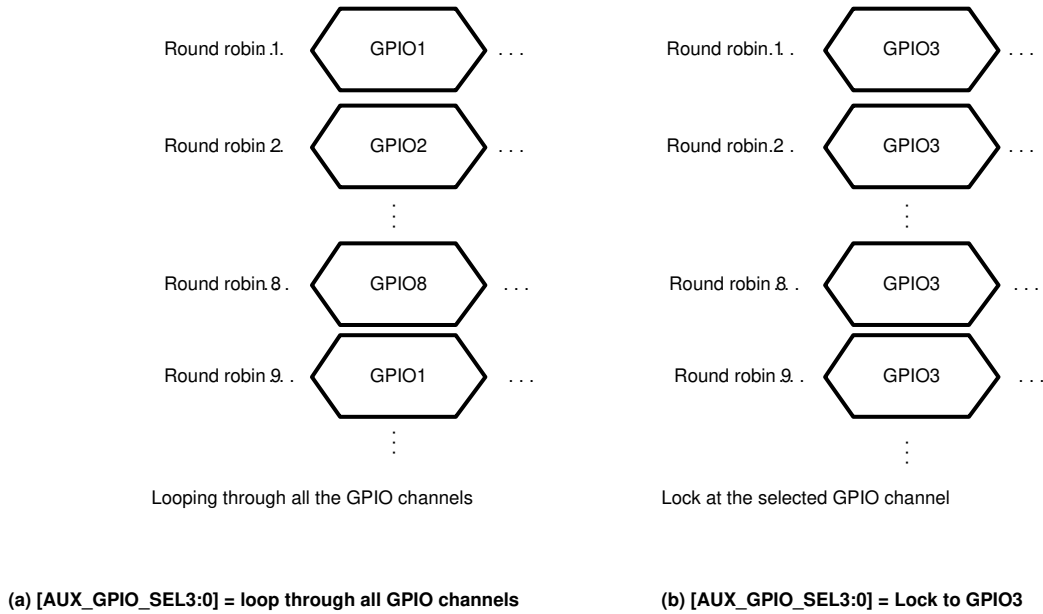 Round robin 1. GPIO1 . . .
Round robin 2. GPIO2 . . .
Round robin 8 . GPIO8 . . .
Round robin 9. . GPIO1 . . .
Looping through all the GPIO channels
(a) [AUX_GPIO_SEL3:0] = loop through all GPIO channels
Round robin.1. . GPIO3 . . .
Round robin.2 . GPIO3 . . .
Round robin 8. . GPIO3 . . .
Round robin 9. . GPIO3 . . .
Lock at the selected GPIO channel
(b) [AUX_GPIO_SEL3:0] = Lock to GPIO3